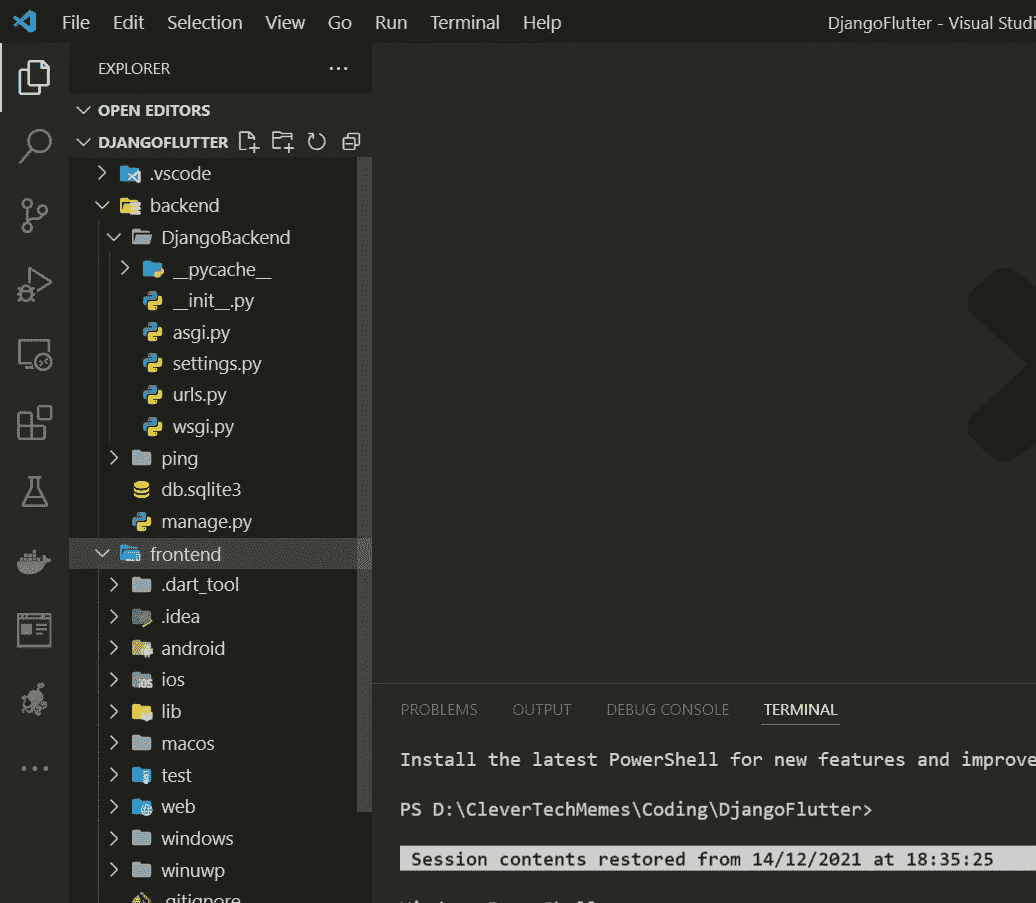 File Edit Selection View Go Run Terminal Help DjangoFlutter - Visual Studi
EXPLORER
OPEN EDITORS
DJANGOFLUTTER
.vscode
backend
DjangoBackend
__pycache__
__init__.py
asgi.py
settings.py
urls.py
wsgi.py
ping
db.sqlite3
manage.py
frontend
.dart_tool
.idea
android
ios
lib
macos
test
web
windows
winuwp
.gitignore
PROBLEMS OUTPUT DEBUG CONSOLE TERMINAL
Install the latest PowerShell for new features and improve
PS D:\CleverTechMemes\Coding\DjangoFlutter>
Session contents restored from 14/12/2021 at 18:35:25